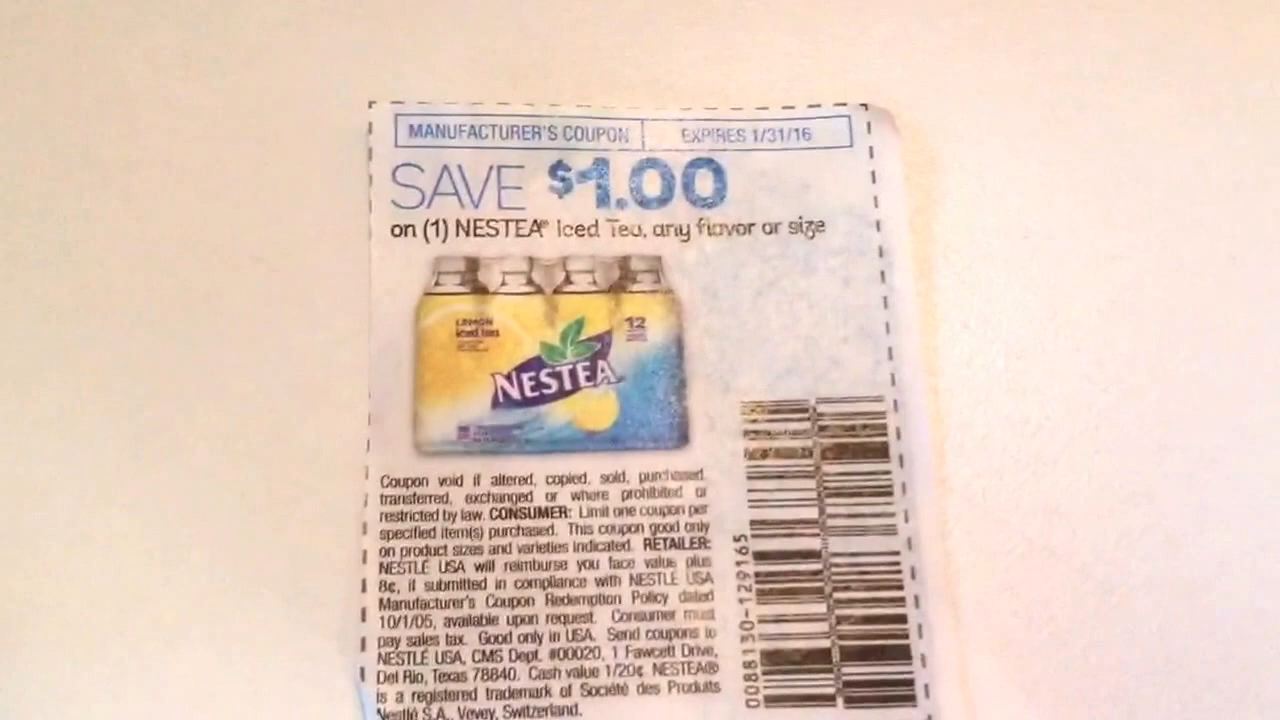 MANUFACTURER'S COUPON EXPIRES 1/31/16
SAVE $1.00
on (1) NESTEA® Iced Tea, any flavor or size
LEMON
iced tea
12
NESTEA
Coupon void if altered, copied, sold, purchased,
transferred, exchanged or where prohibited or
restricted by law. CONSUMER: Limit one coupon per
specified item(s) purchased. This coupon good only
on product sizes and varieties indicated. RETAILER:
NESTLÉ USA will reimburse you face value plus
8¢, if submitted in compliance with NESTLÉ USA
Manufacturer's Coupon Redemption Policy dated
10/1/05, available upon request. Consumer must
pay sales tax. Good only in USA. Send coupons to
NESTLÉ USA, CMS Dept. #00020, 1 Fawcett Drive,
Del Rio, Texas 78840. Cash value 1/20¢ NESTEA®
is a registered trademark of Société des Produits
Nestlé S.A., Vevey, Switzerland.
0088130-129165